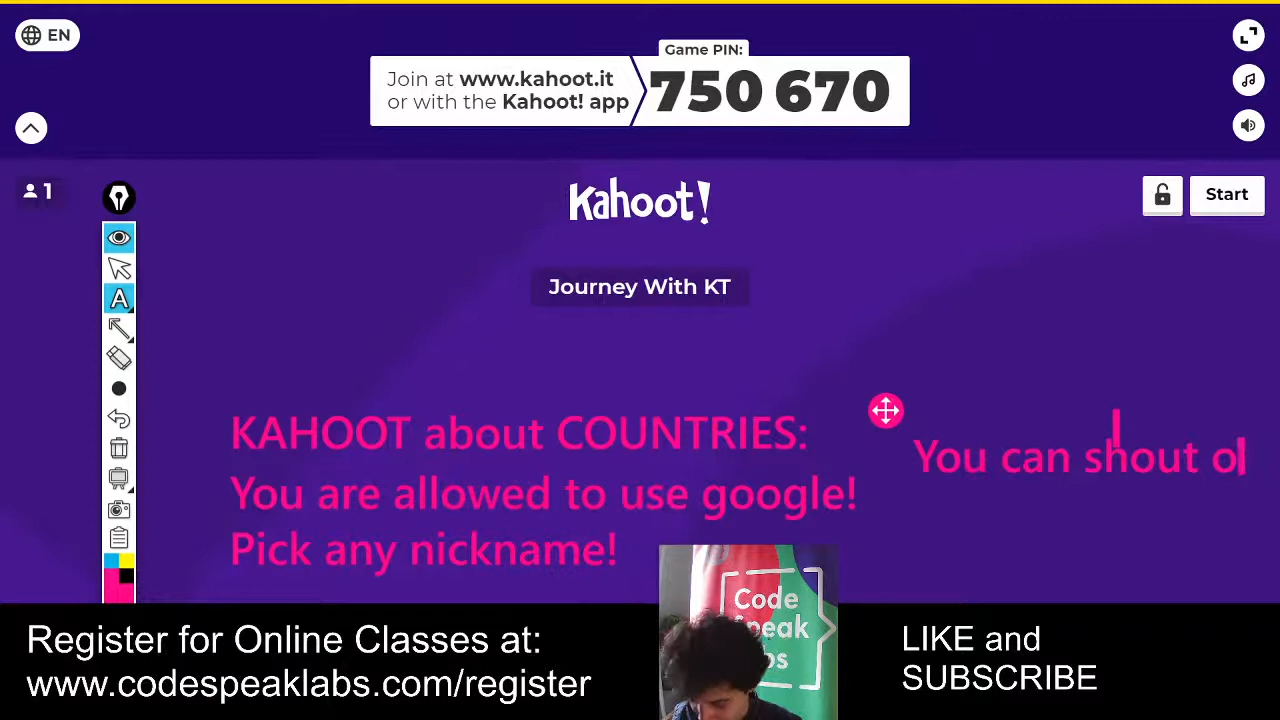 EN
Game PIN:
Join at www.kahoot.it
or with the Kahoot! app
750 670
1
Kahoot!
Start
Journey With KT
A
KAHOOT about COUNTRIES:
You can shout o
You are allowed to use google!
Pick any nickname!
Code
Speak
Register for Online Classes at:
www.codespeaklabs.com/register
LIKE and
SUBSCRIBE